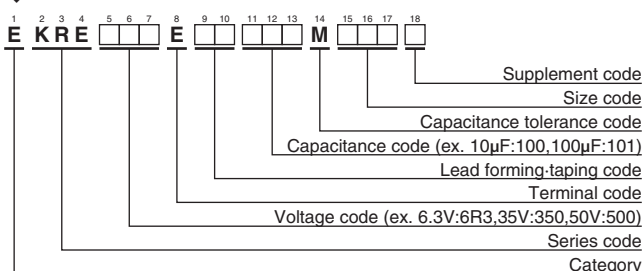 1 2 3 4 5 6 7 8 9 10 11 12 13 14 15 16 17 18
E KRE E M
Supplement code
Size code
Capacitance tolerance code
Capacitance code (ex. 10μF:100,100μF:101)
Lead forming·taping code
Terminal code
Voltage code (ex. 6.3V:6R3,35V:350,50V:500)
Series code
Category